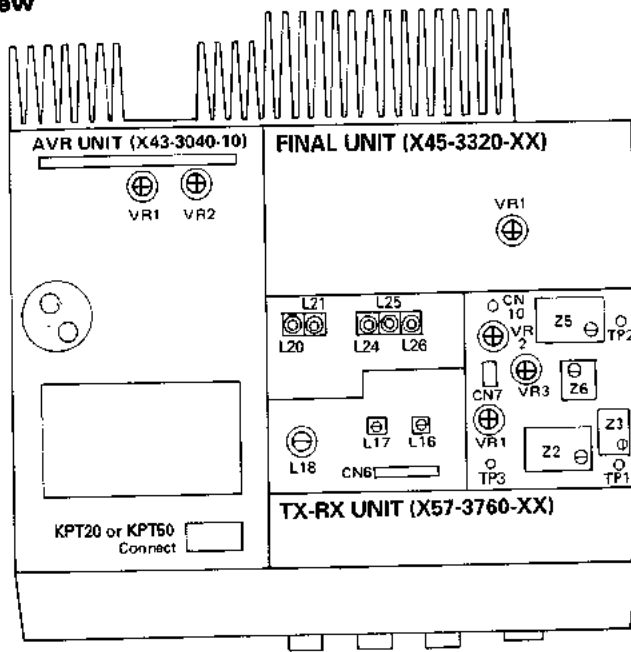 AVR UNIT (X43-3040-10)
FINAL UNIT (X45-3320-XX)
VR1
VR2
VR1
L21
L25
L20
L24
L26
CN
10
VR
2
Z5
TP2
CN7
VR3
Z6
VR1
Z2
Z3
TP3
TP1
L18
L17
L16
CN6
TX-RX UNIT (X57-3760-XX)
KPT20 or KPT50
Connect